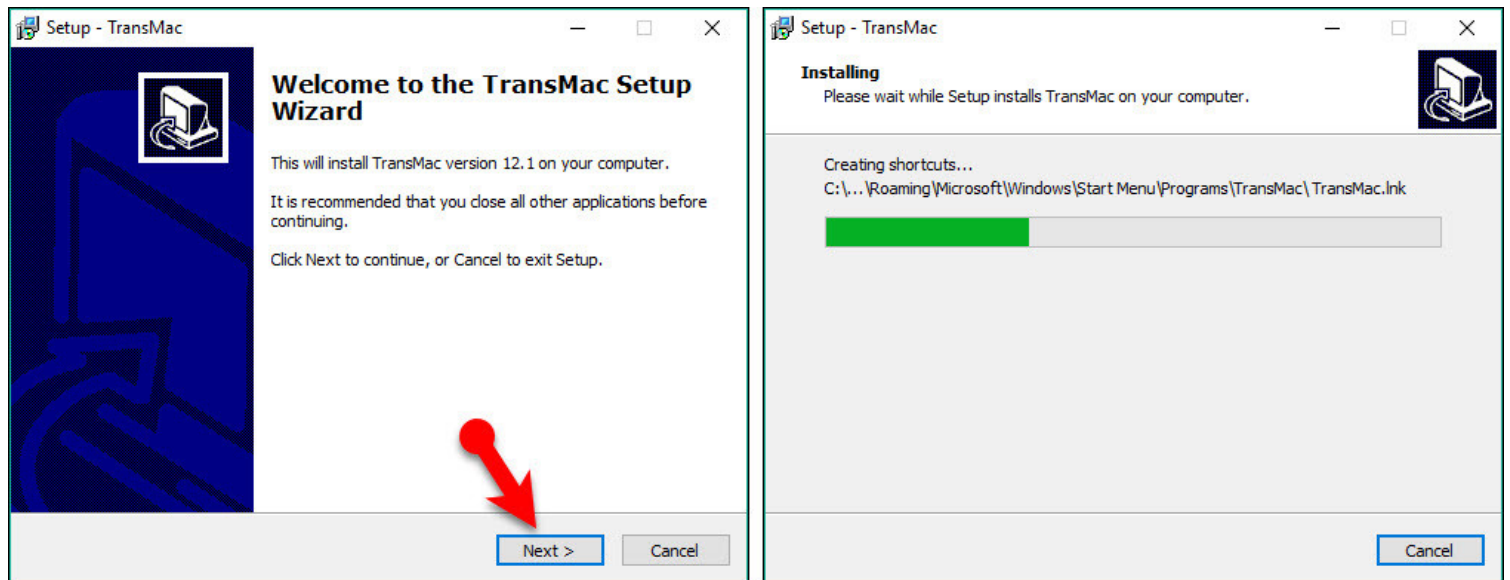 Setup - TransMac
Welcome to the TransMac Setup
Wizard
This will install TransMac version 12.1 on your computer.
It is recommended that you close all other applications before
continuing.
Click Next to continue, or Cancel to exit Setup.
Next >
Cancel
Setup - TransMac
Installing
Please wait while Setup installs TransMac on your computer.
Creating shortcuts...
C:\...\Roaming\Microsoft\Windows\Start Menu\Programs\TransMac\TransMac.lnk
Cancel